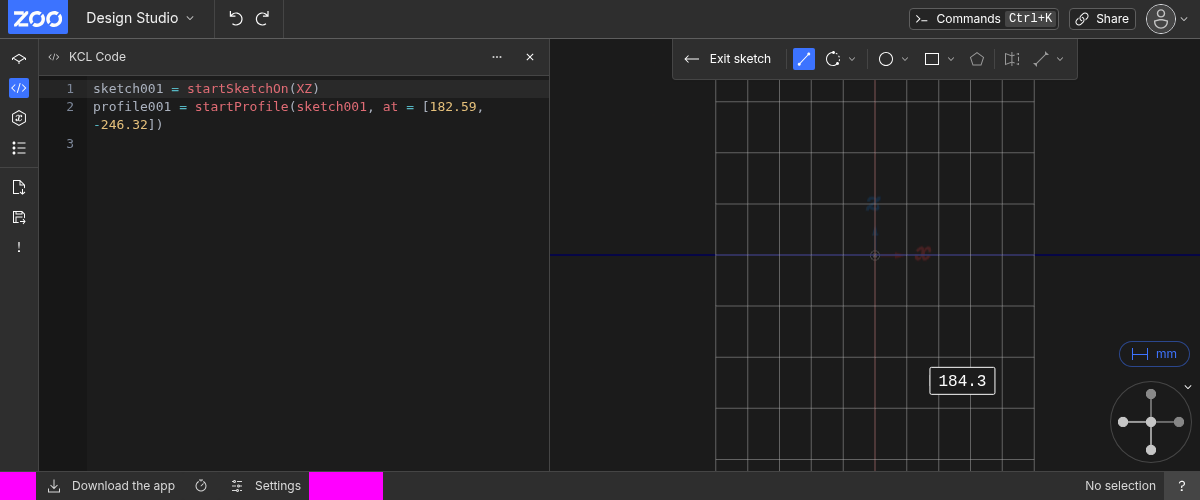 ZOO Design Studio Commands Ctrl+K Share
KCL Code Exit sketch
1 sketch001 = startSketchOn(XZ)
2 profile001 = startProfile(sketch001, at = [182.59,
-246.32])
3
z
x
184.3
mm
Download the app Settings No selection ?